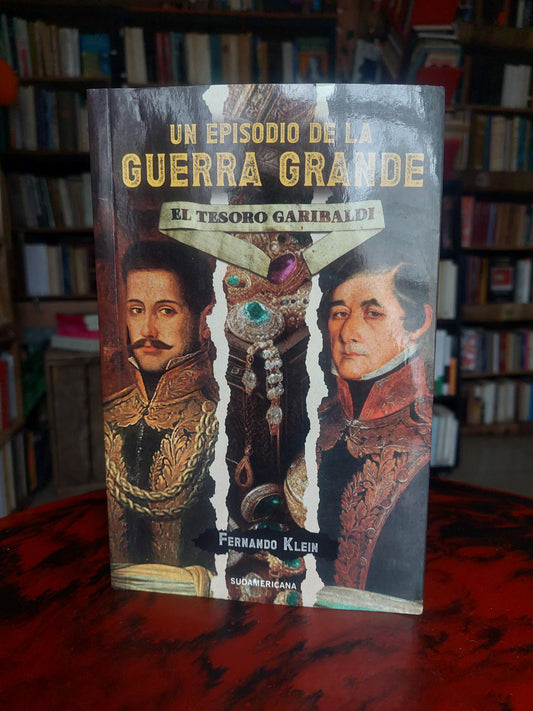 UN EPISODIO DE LA
GUERRA GRANDE
EL TESORO GARIBALDI
FERNANDO KLEIN
SUDAMERICANA